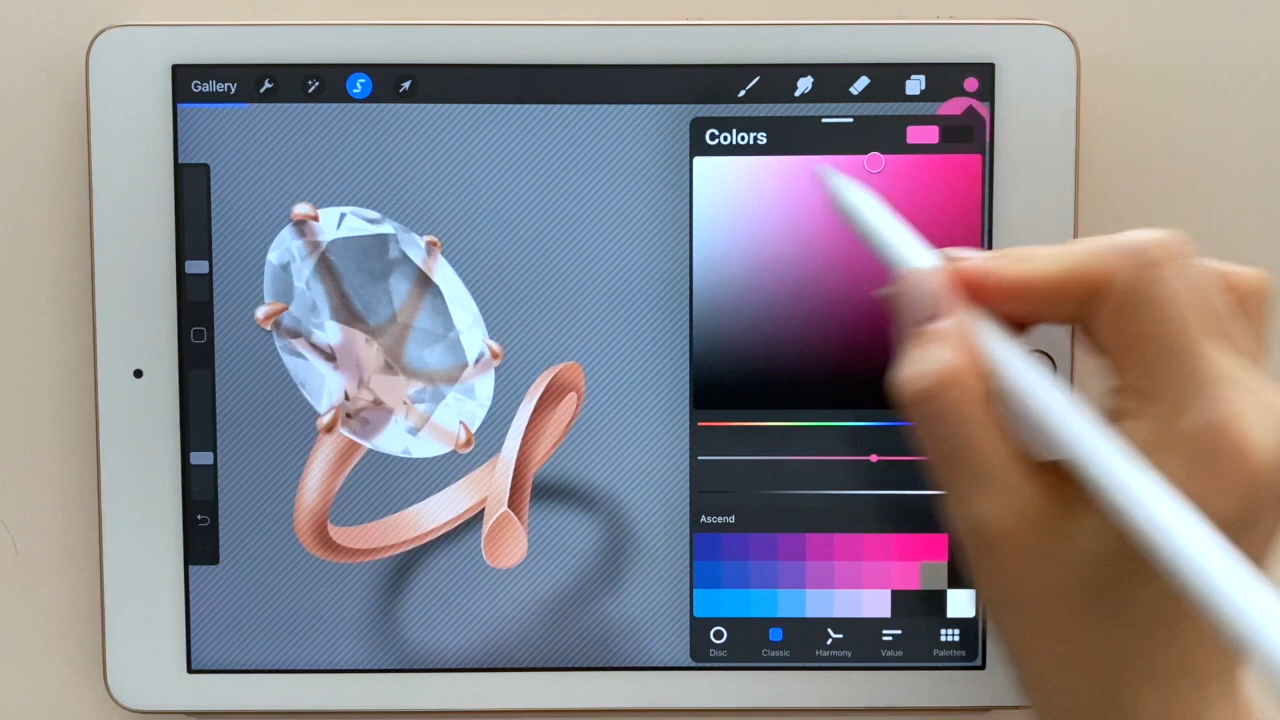 Gallery
Colors
Ascend
Disc
Classic
Harmony
Value
Palettes